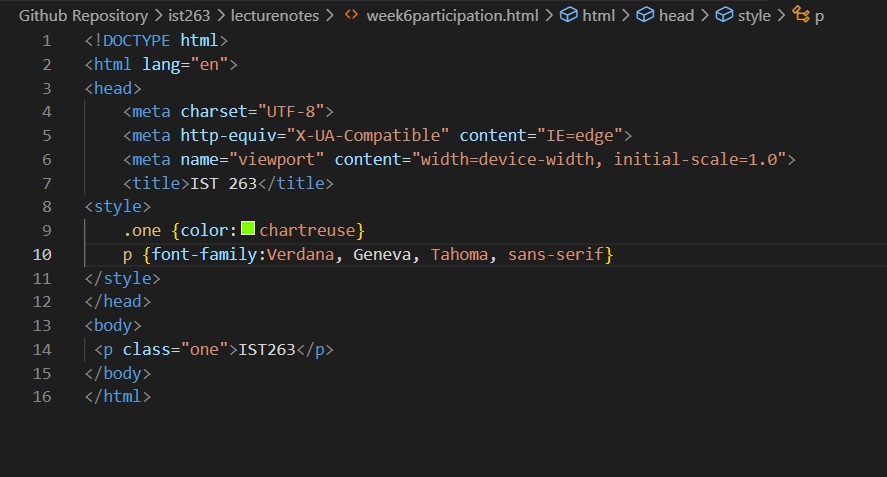 Github Repository > ist263 > lecturenotes > <> week6participation.html > html > head > style > p
1 <!DOCTYPE html>
2 <html lang="en">
3 <head>
4     <meta charset="UTF-8">
5     <meta http-equiv="X-UA-Compatible" content="IE=edge">
6     <meta name="viewport" content="width=device-width, initial-scale=1.0">
7     <title>IST 263</title>
8 <style>
9     .one {color:chartreuse}
10     p {font-family:Verdana, Geneva, Tahoma, sans-serif}
11 </style>
12 </head>
13 <body>
14  <p class="one">IST263</p>
15 </body>
16 </html>